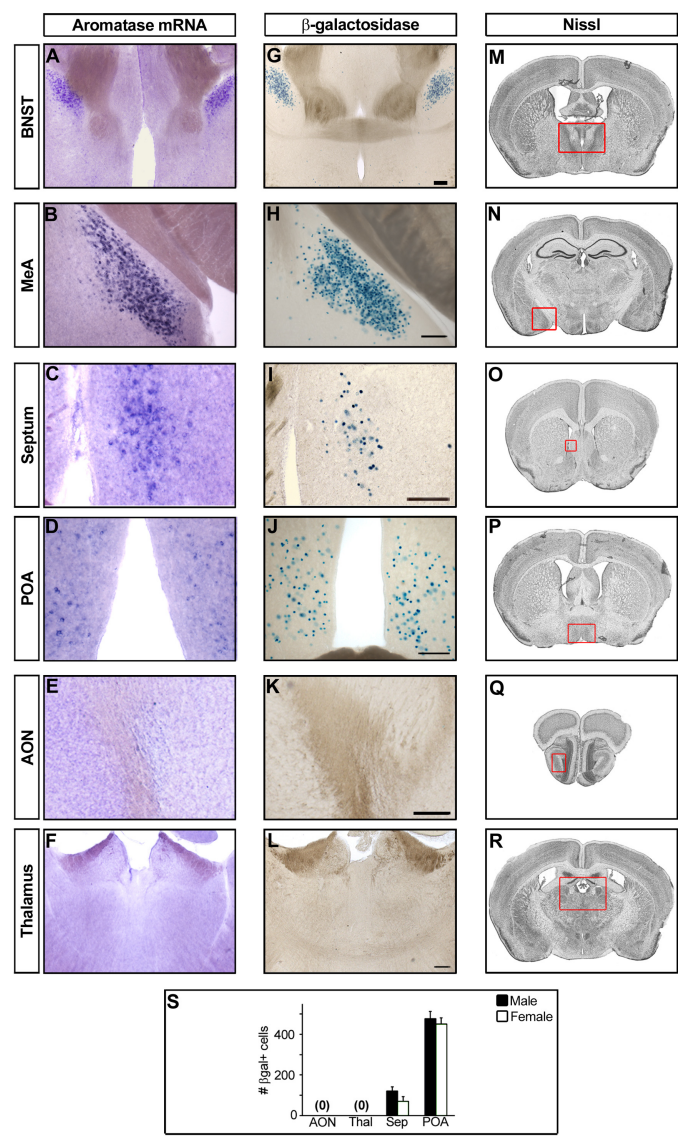 Aromatase mRNA
β-galactosidase
Nissl
BNST
A
G
M
MeA
B
H
N
Septum
C
I
O
POA
D
J
P
AON
E
K
Q
Thalamus
F
L
R
S
Male
Female
# βgal+ cells
400
200
0
(0)
(0)
AON
Thal
Sep
POA